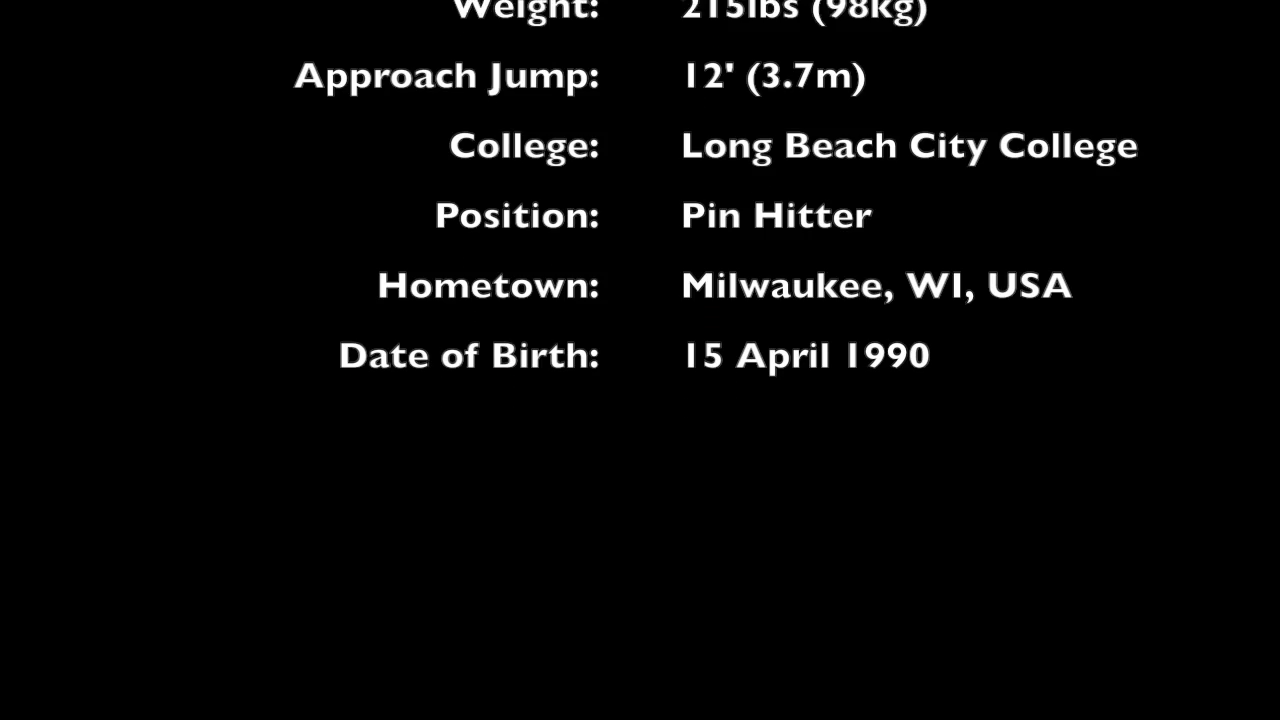 Weight: 215lbs (98kg)
Approach Jump: 12' (3.7m)
College: Long Beach City College
Position: Pin Hitter
Hometown: Milwaukee, WI, USA
Date of Birth: 15 April 1990